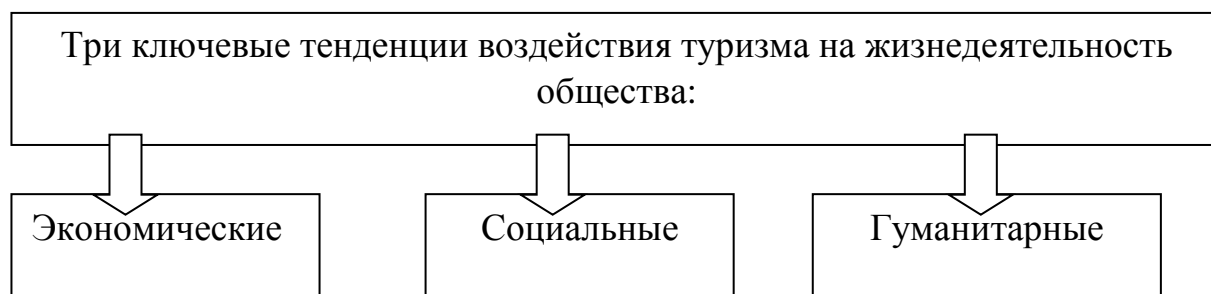 Три ключевые тенденции воздействия туризма на жизнедеятельность
общества:
Экономические
Социальные
Гуманитарные